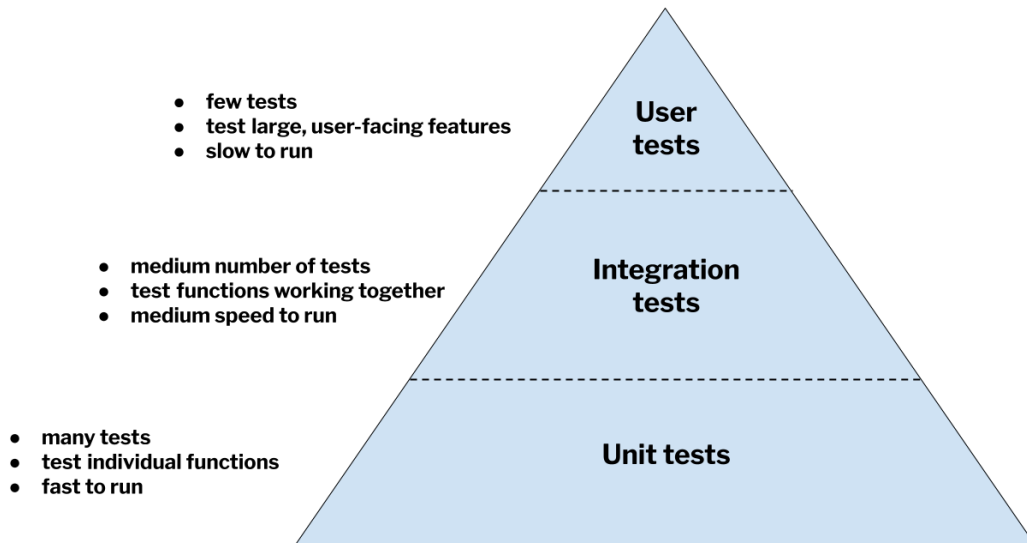 ● few tests
● test large, user-facing features
● slow to run
User
tests
● medium number of tests
● test functions working together
● medium speed to run
Integration
tests
● many tests
● test individual functions
● fast to run
Unit tests